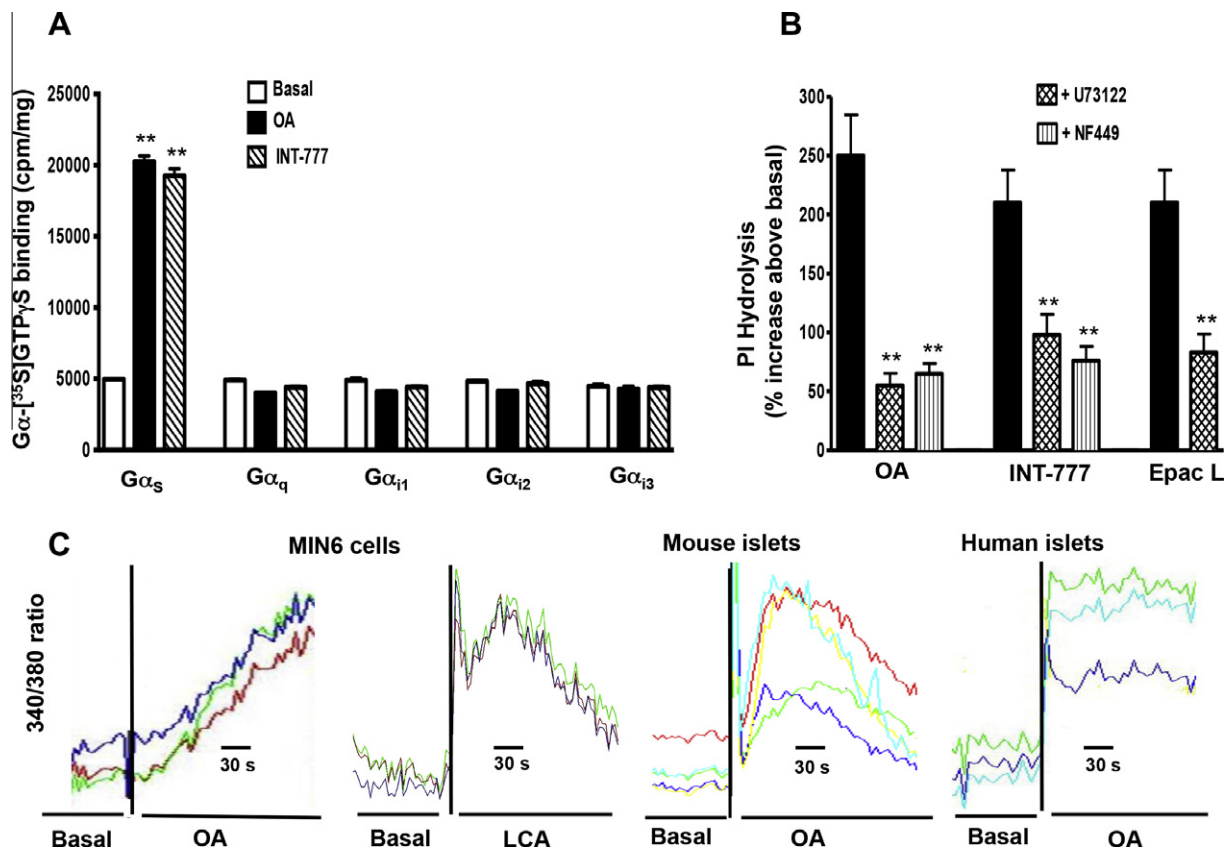 A
Gα-[³⁵S]GTPγS binding (cpm/mg)
25000
20000
15000
10000
5000
0
Basal
OA
INT-777
** **
Gαs
Gαq
Gαi1
Gαi2
Gαi3
B
PI Hydrolysis
(% increase above basal)
300
250
200
150
100
50
0
+ U73122
+ NF449
** **
** **
**
OA
INT-777
Epac L
C
MIN6 cells
Mouse islets
Human islets
340/380 ratio
30 s
30 s
30 s
30 s
Basal OA
Basal LCA
Basal OA
Basal OA